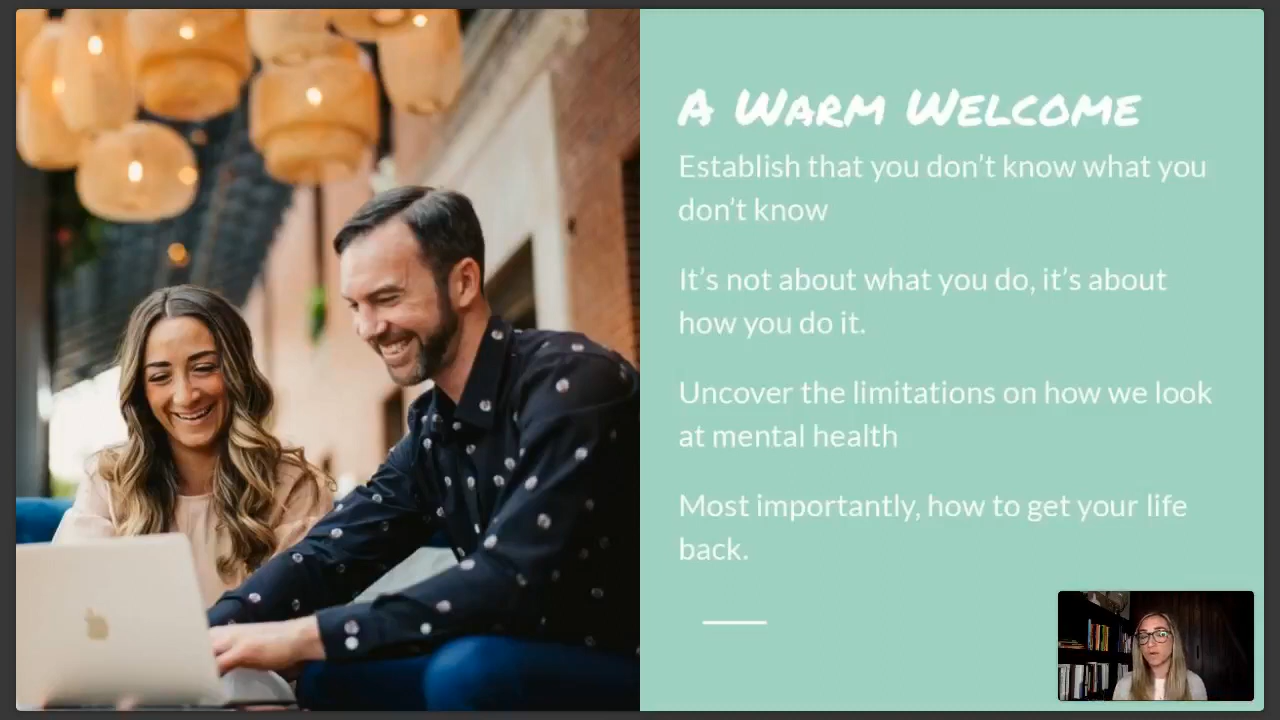 A Warm Welcome
Establish that you don't know what you
don't know
It's not about what you do, it's about
how you do it.
Uncover the limitations on how we look
at mental health
Most importantly, how to get your life
back.